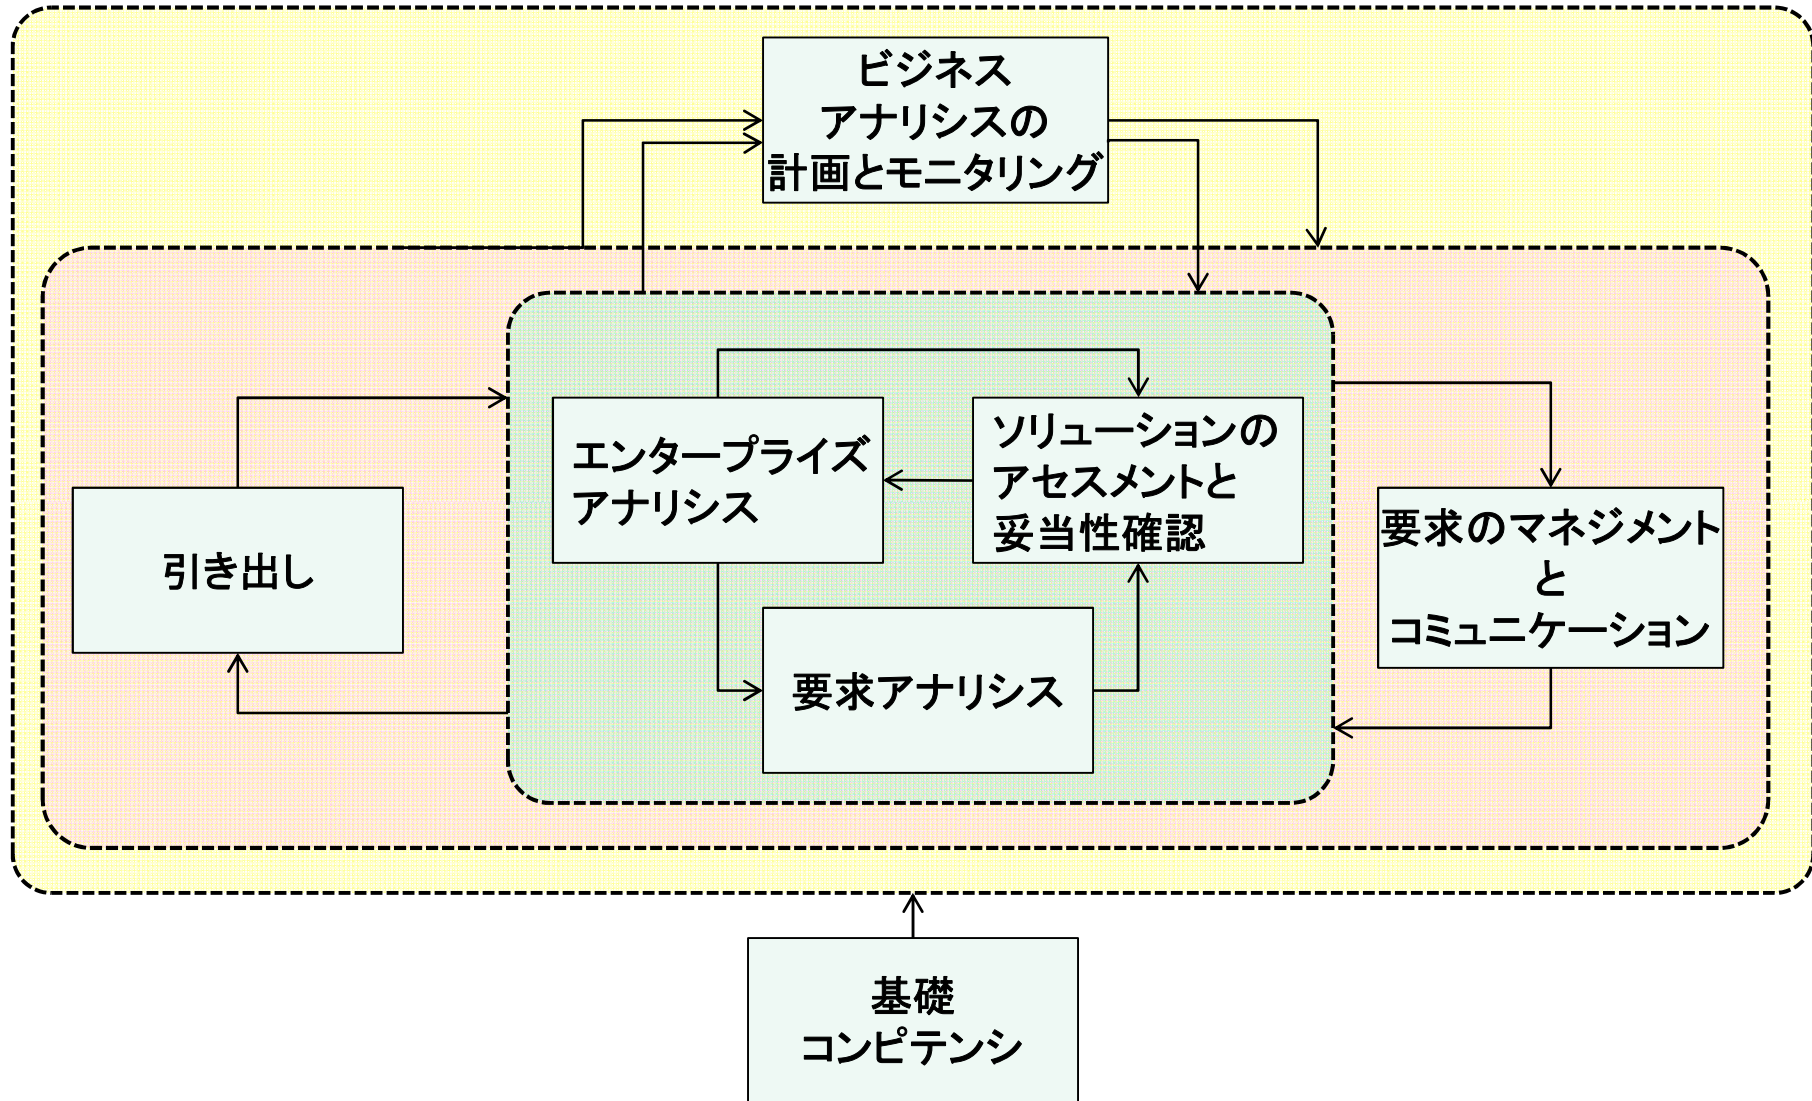 ビジネス
アナリシスの
計画とモニタリング
エンタープライズ
アナリシス
ソリューションの
アセスメントと
妥当性確認
引き出し
要求のマネジメント
と
コミュニケーション
要求アナリシス
基礎
コンピテンシ